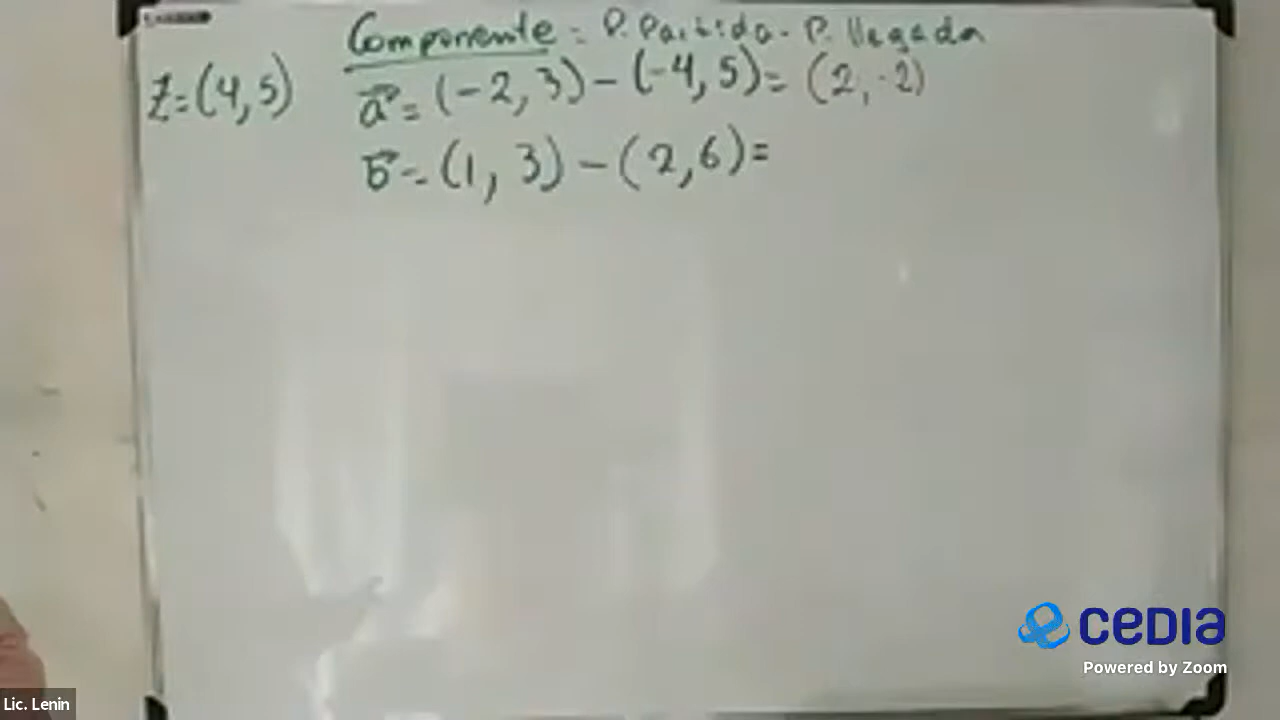 Componente = P. Partida - P. llegada
Z=(4,5)
a⃗ = (-2, 3) - (-4, 5) = (2, -2)
b⃗ = (1, 3) - (2, 6) =
cedia
Powered by Zoom
Lic. Lenin